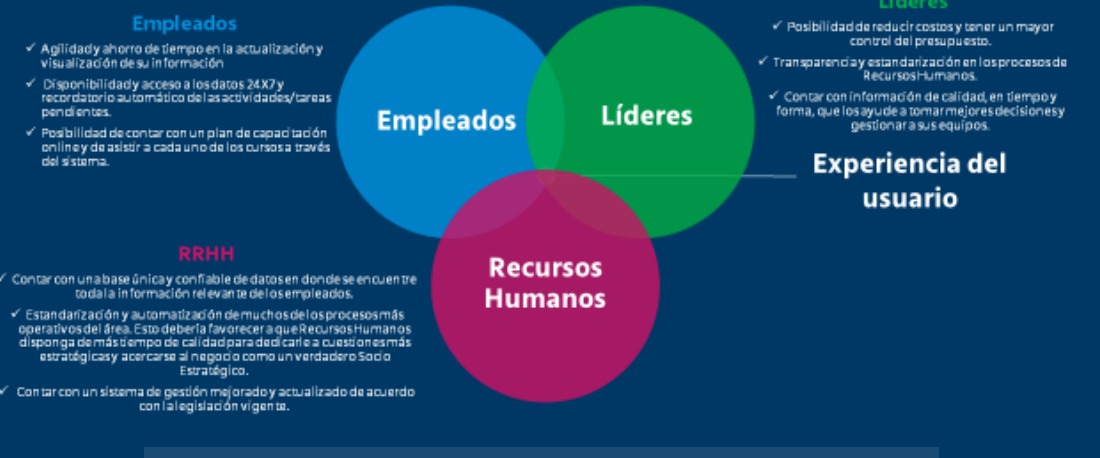 Empleados
✓ Agilidad y ahorro de tiempo en la actualización y
visualización de su información
✓ Disponibilidad y acceso a los datos 24X7 y
recordatorio automático de las actividades/tareas
pendientes.
✓ Posibilidad de contar con un plan de capacitación
online y de asistir a cada uno de los cursos a través
del sistema.
Empleados
Líderes
Líderes
✓ Posibilidad de reducir costos y tener un mayor
control del presupuesto.
✓ Transparencia y estandarización en los procesos de
Recursos Humanos.
✓ Contar con información de calidad, en tiempo y
forma, que los ayude a tomar mejores decisiones y
gestionar a sus equipos.
Experiencia del
usuario
RRHH
✓ Contar con una base única y confiable de datos en donde se encuentre
toda la información relevante de los empleados.
✓ Estandarización y automatización de muchos de los procesos más
operativos del área. Esto debería favorecer a que Recursos Humanos
disponga de más tiempo de calidad para dedicarle a cuestiones más
estratégicas y acercarse al negocio como un verdadero Socio
Estratégico.
✓ Contar con un sistema de gestión mejorado y actualizado de acuerdo
con la legislación vigente.
Recursos
Humanos